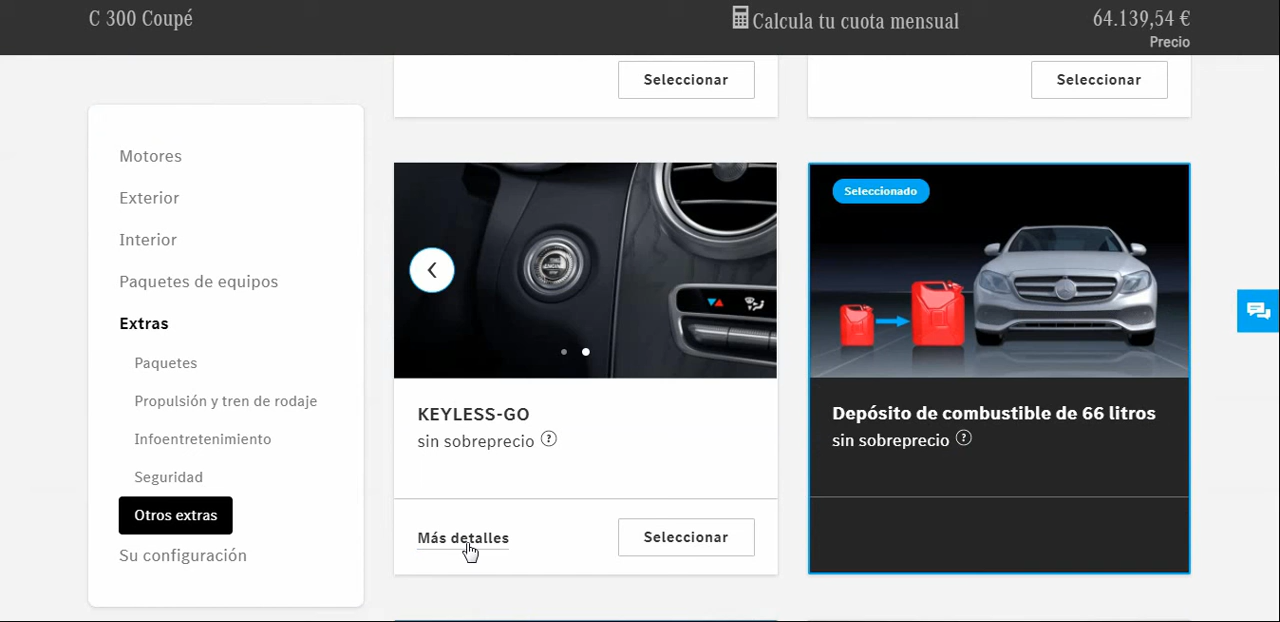 C 300 Coupé
Calcula tu cuota mensual
64.139,54 €
Precio
Seleccionar
Seleccionar
Motores
Exterior
Interior
Paquetes de equipos
Extras
Paquetes
Propulsión y tren de rodaje
Infoentretenimiento
Seguridad
Otros extras
Su configuración
KEYLESS-GO
sin sobreprecio ?
Más detalles
Seleccionar
Seleccionado
Depósito de combustible de 66 litros
sin sobreprecio ?